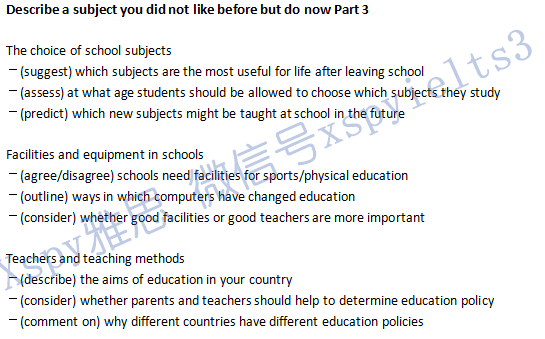 Describe a subject you did not like before but do now Part 3
The choice of school subjects
– (suggest) which subjects are the most useful for life after leaving school
– (assess) at what age students should be allowed to choose which subjects they study
– (predict) which new subjects might be taught at school in the future
Facilities and equipment in schools
– (agree/disagree) schools need facilities for sports/physical education
– (outline) ways in which computers have changed education
– (consider) whether good facilities or good teachers are more important
Teachers and teaching methods
– (describe) the aims of education in your country
– (consider) whether parents and teachers should help to determine education policy
– (comment on) why different countries have different education policies
xspy雅思 微信号xspyielts3